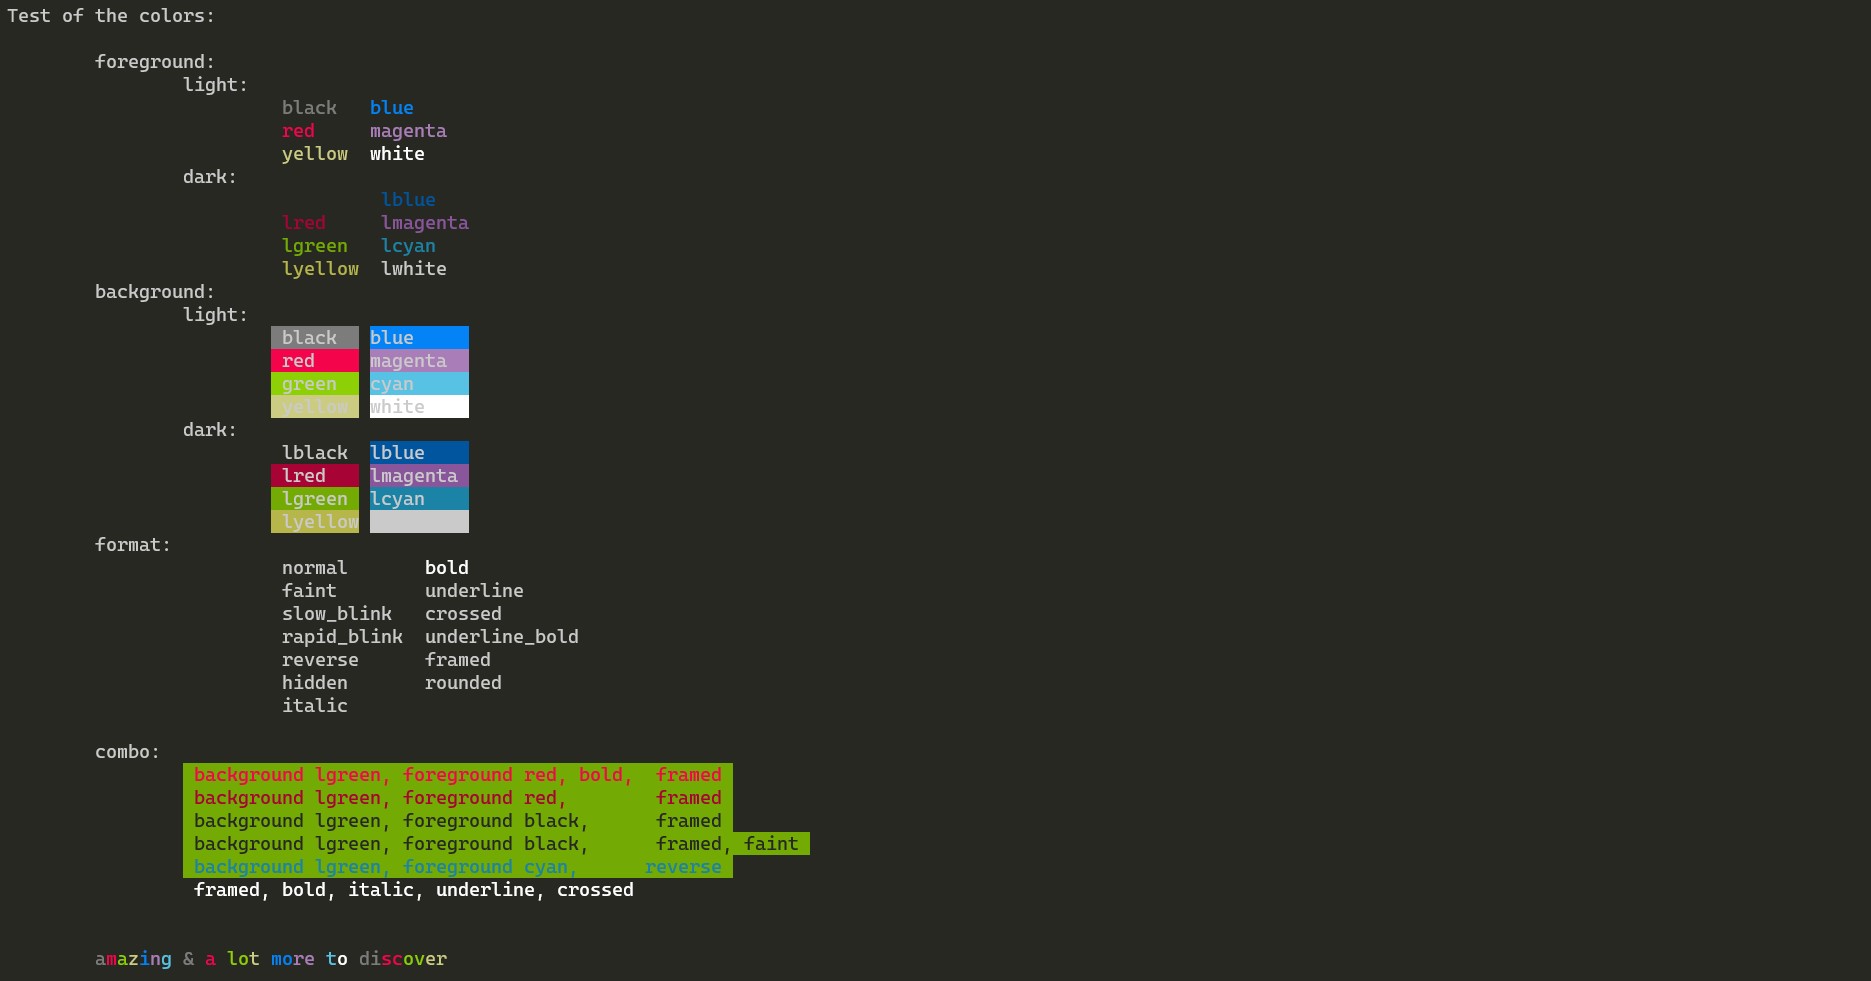 Test of the colors:
foreground:
light:
black blue
red magenta
yellow white
dark:
lblue
lred lmagenta
lgreen lcyan
lyellow lwhite
background:
light:
black blue
red magenta
green cyan
yellow white
dark:
lblack lblue
lred lmagenta
lgreen lcyan
lyellow
format:
normal bold
faint underline
slow_blink crossed
rapid_blink underline_bold
reverse framed
hidden rounded
italic
combo:
background lgreen, foreground red, bold, framed
background lgreen, foreground red, framed
background lgreen, foreground black, framed
background lgreen, foreground black, framed, faint
background lgreen, foreground cyan, reverse
framed, bold, italic, underline, crossed
amazing & a lot more to discover